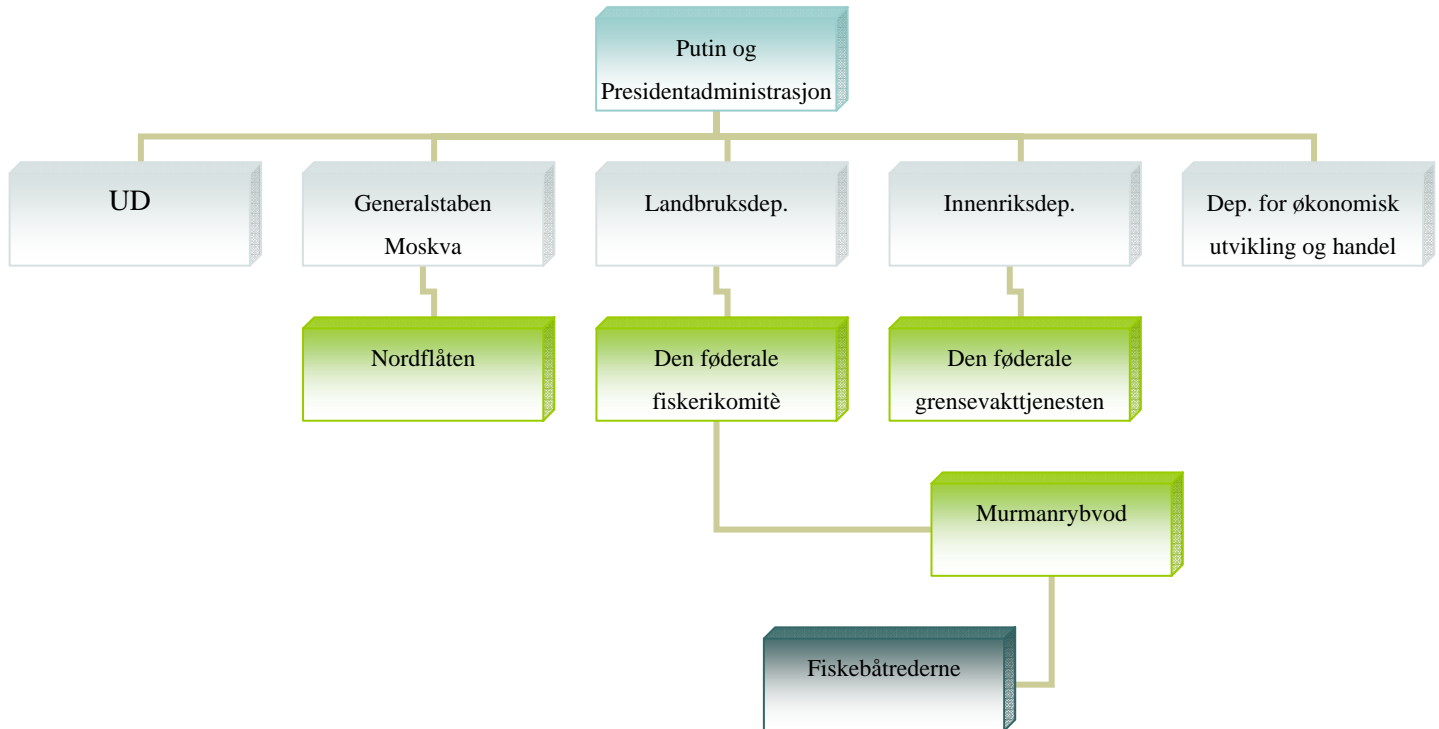 Putin og
Presidentadministrasjon
UD
Generalstaben
Moskva
Landbruksdep.
Innenriksdep.
Dep. for økonomisk
utvikling og handel
Nordflåten
Den føderale
fiskerikomitè
Den føderale
grensevakttjenesten
Murmanrybvod
Fiskebåtrederne